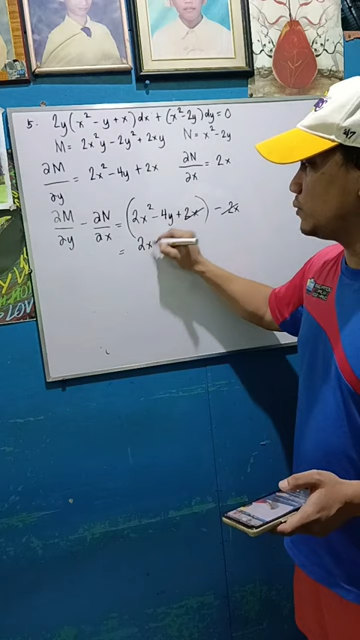 5. 2y(x² - y + x)dx + (x² - 2y)dy = 0
M = 2x²y - 2y² + 2xy N = x² - 2y
∂M/∂y = 2x² - 4y + 2x ∂N/∂x = 2x
∂M/∂y - ∂N/∂x = (2x² - 4y + 2x) - 2x
= 2x